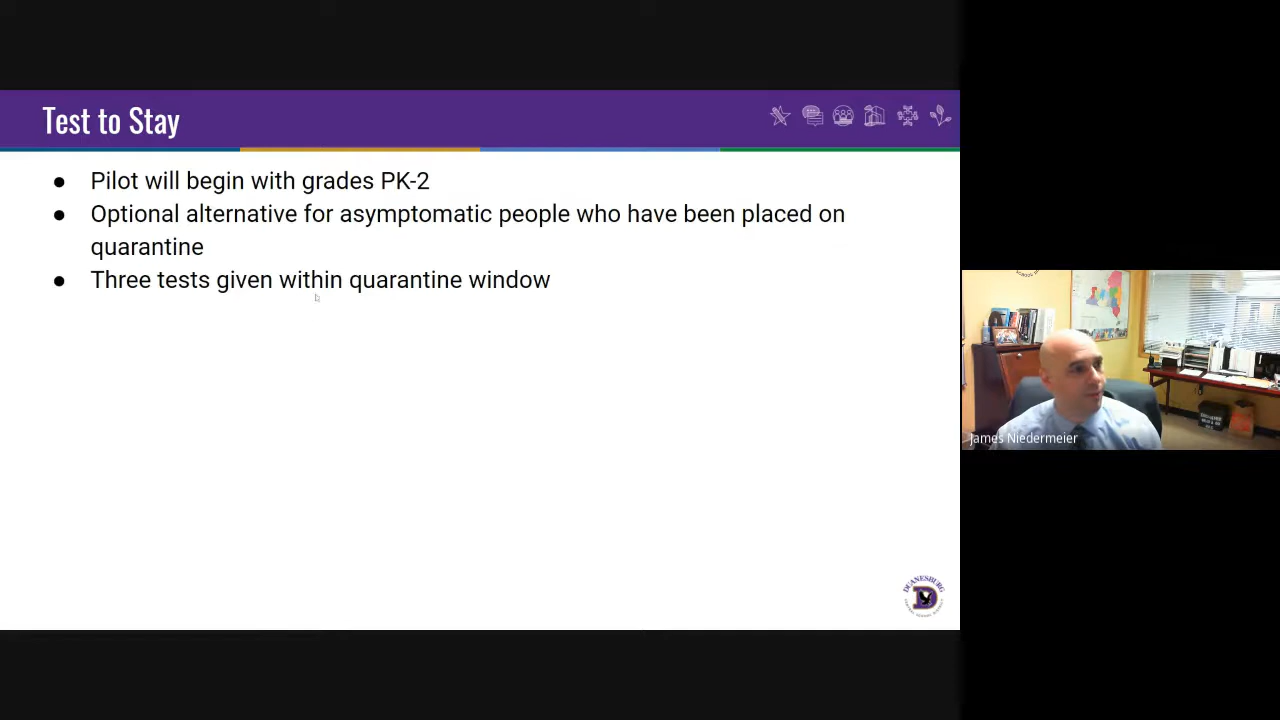 Test to Stay
● Pilot will begin with grades PK-2
● Optional alternative for asymptomatic people who have been placed on
quarantine
● Three tests given within quarantine window
James Niedermeier
DUANESBURG
D